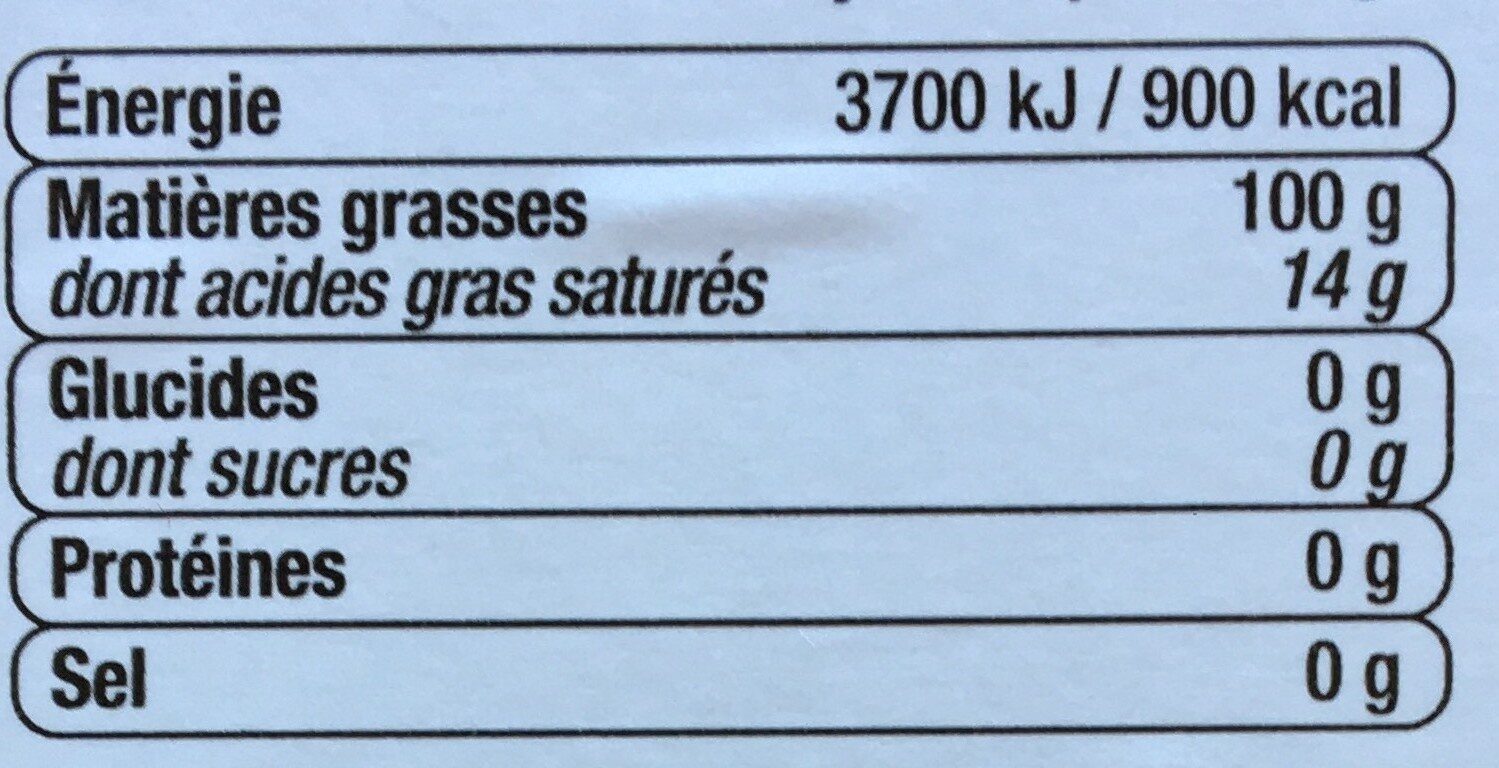 Énergie 3700 kJ / 900 kcal
Matières grasses 100 g
dont acides gras saturés 14 g
Glucides 0 g
dont sucres 0 g
Protéines 0 g
Sel 0 g